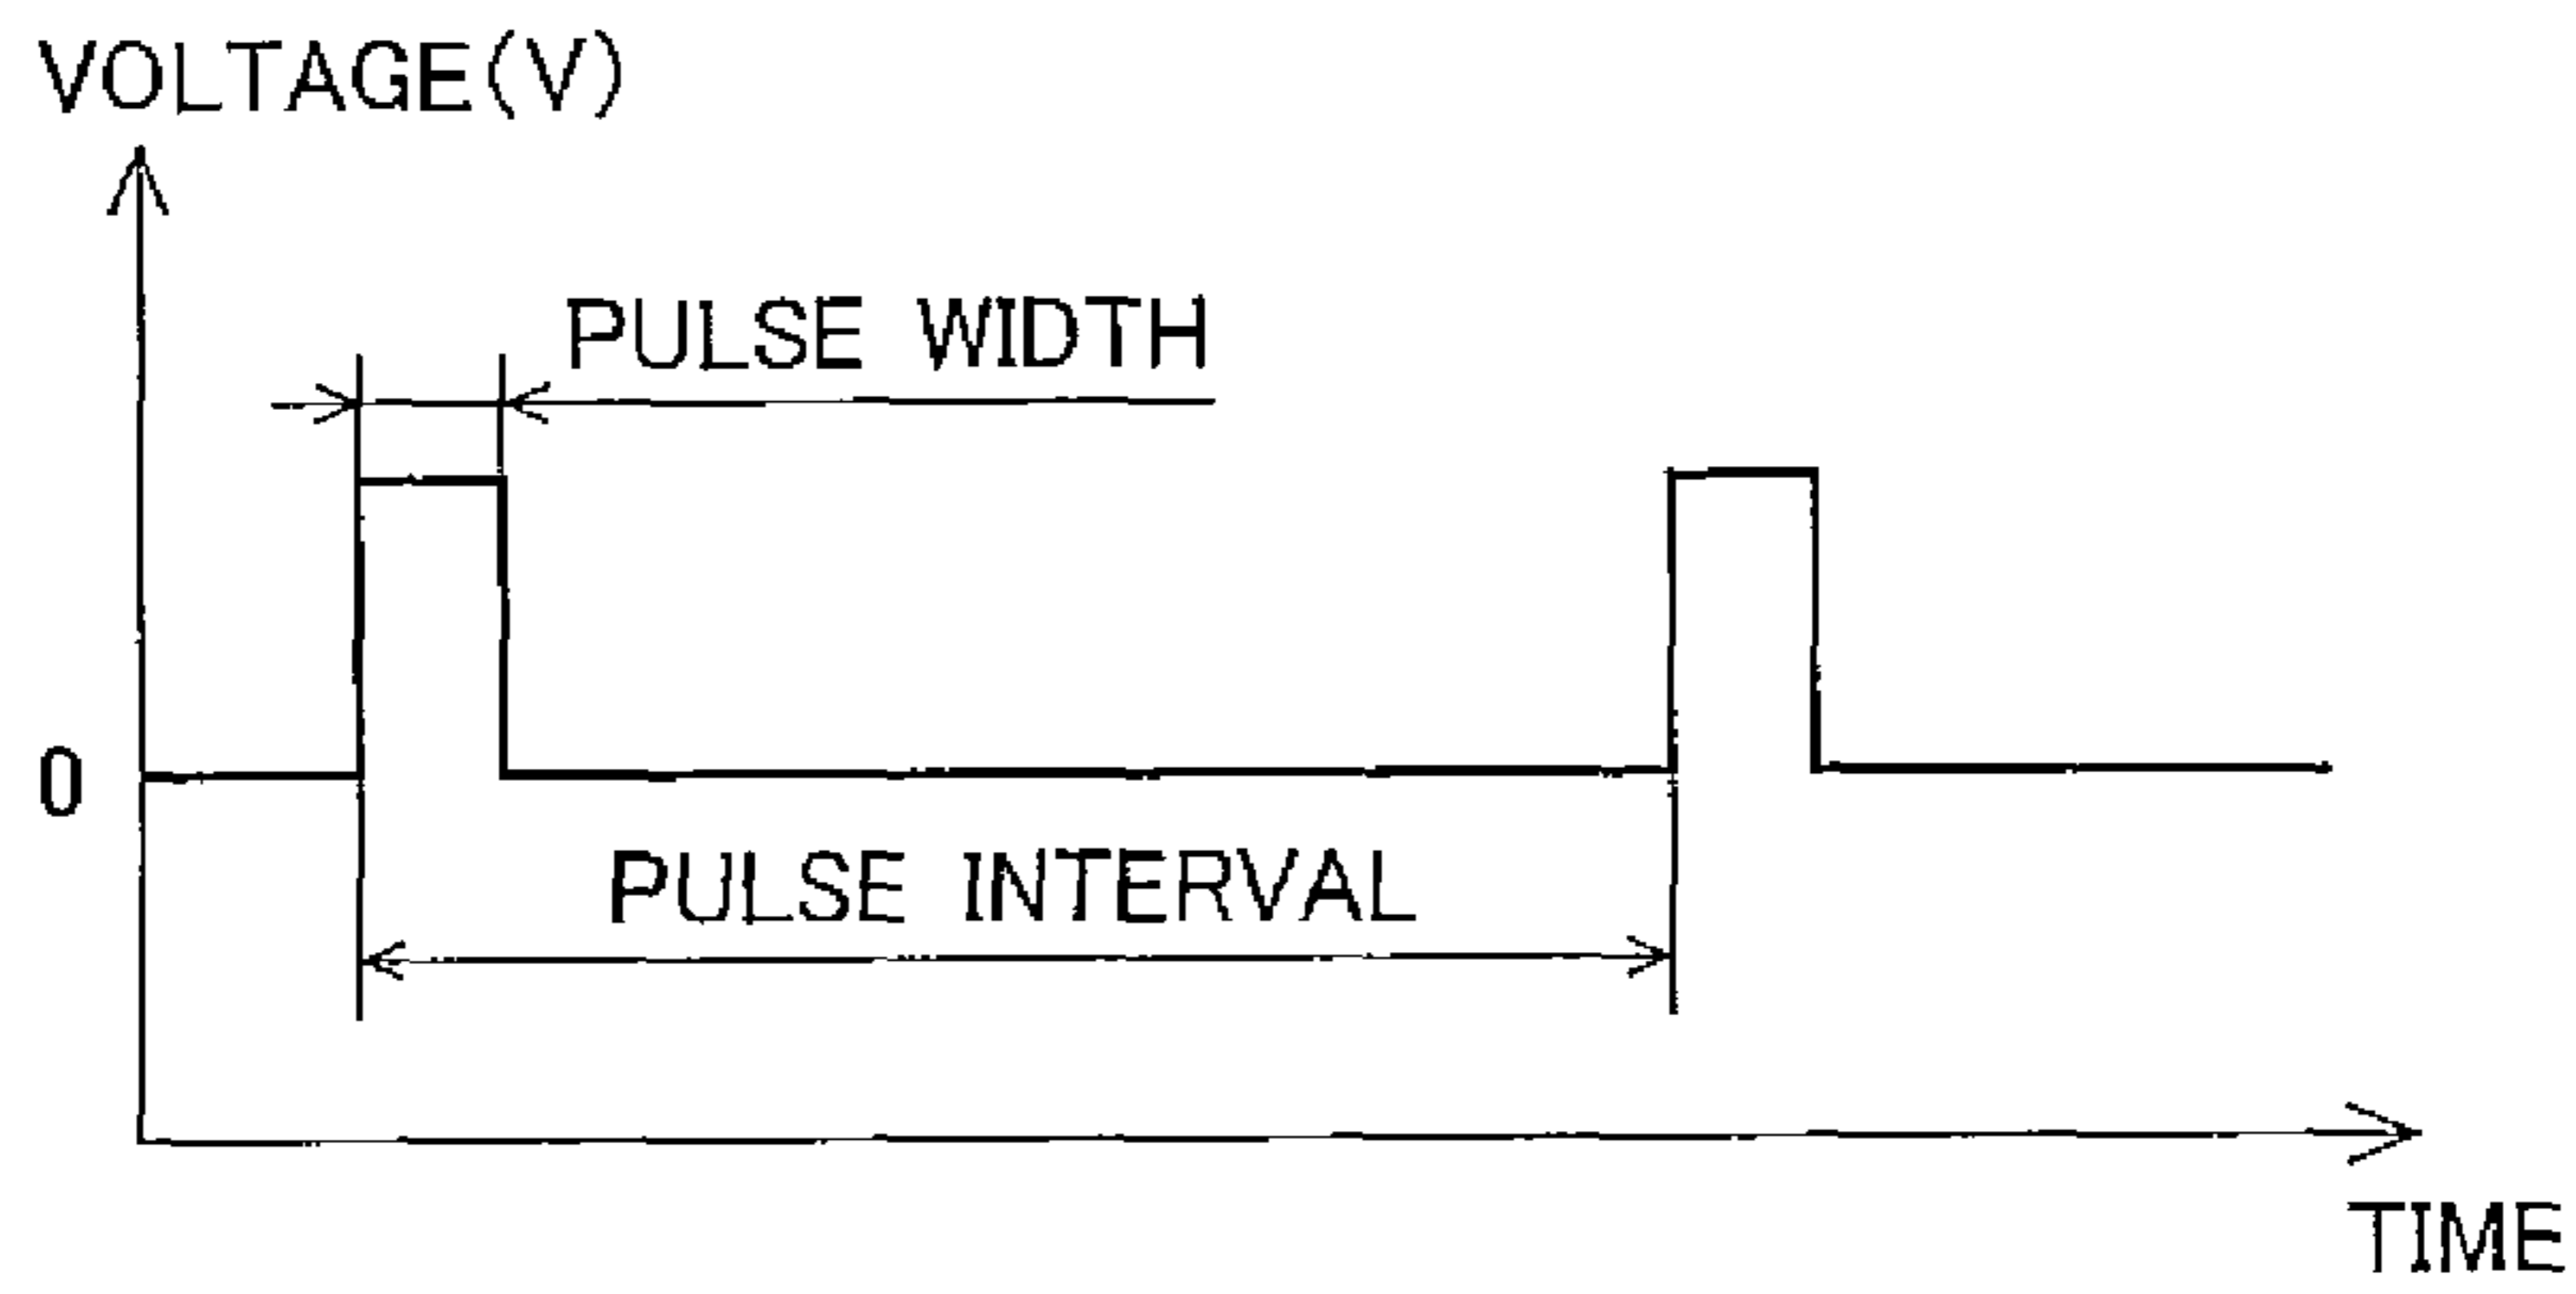 VOLTAGE(V)
PULSE WIDTH
0
PULSE INTERVAL
TIME